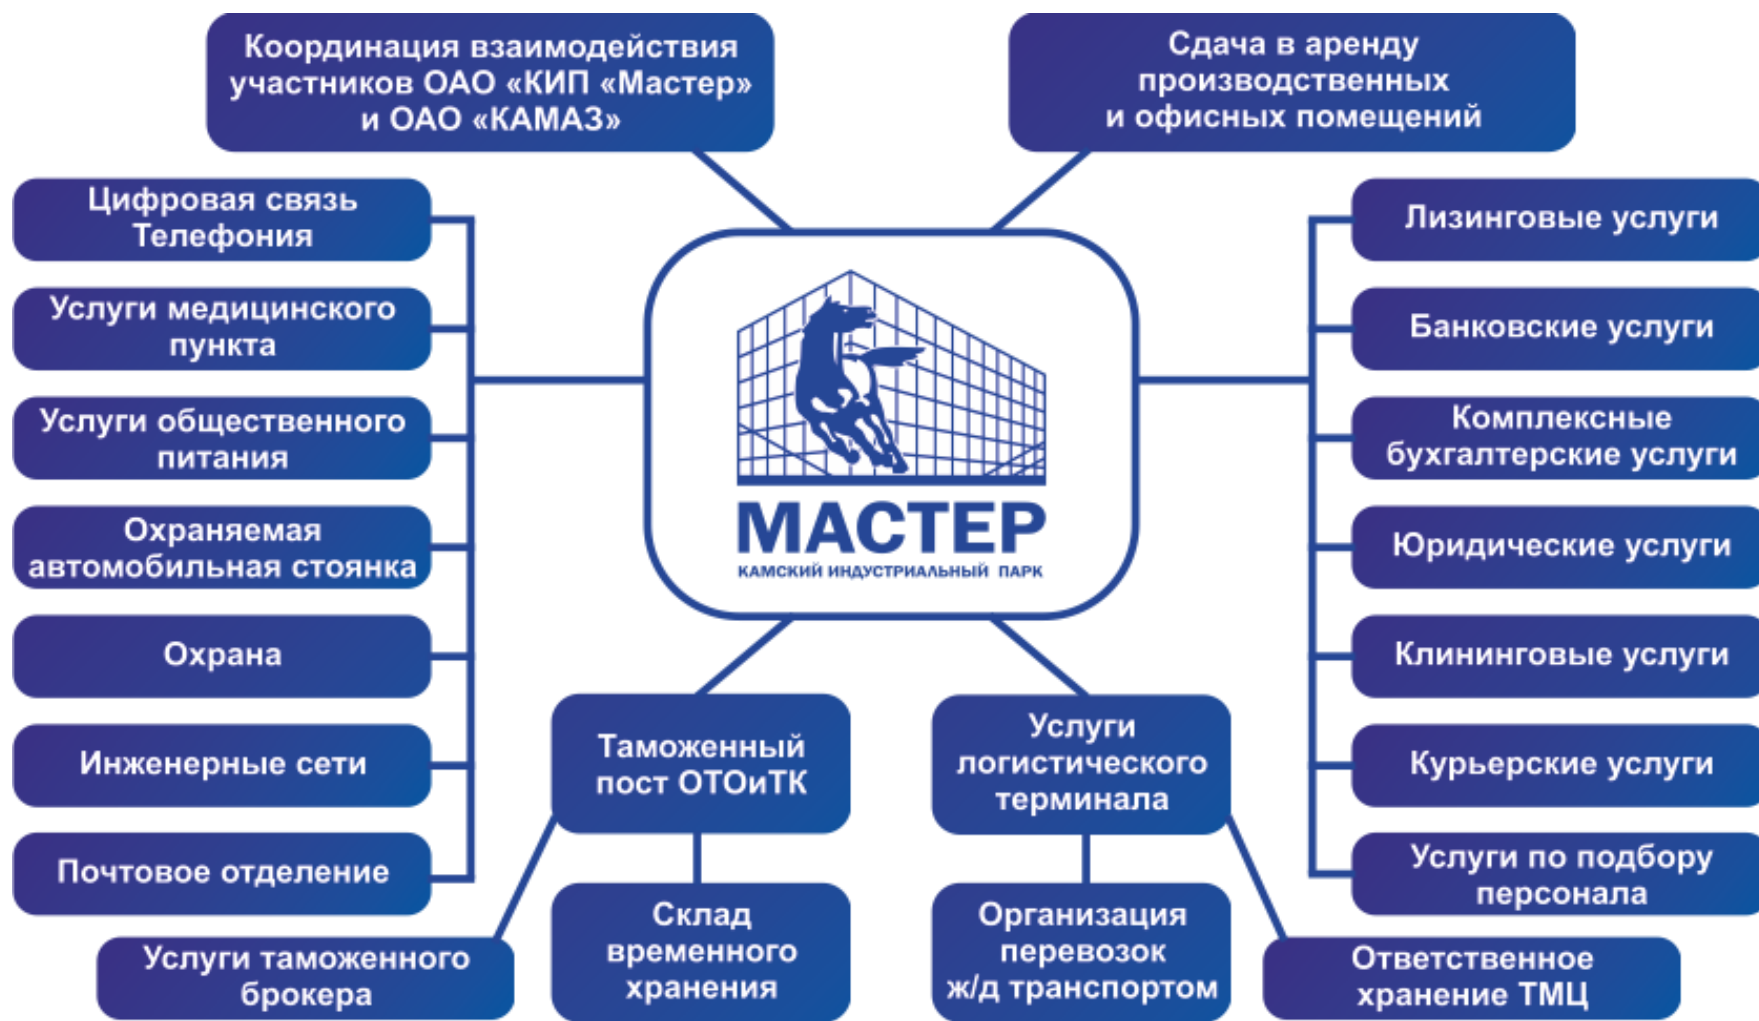 Координация взаимодействия
участников ОАО «КИП «Мастер»
и ОАО «КАМАЗ»
Сдача в аренду
производственных
и офисных помещений
Цифровая связь
Телефония
Услуги медицинского
пункта
Услуги общественного
питания
Охраняемая
автомобильная стоянка
Охрана
Инженерные сети
Почтовое отделение
МАСТЕР
КАМСКИЙ ИНДУСТРИАЛЬНЫЙ ПАРК
Лизинговые услуги
Банковские услуги
Комплексные
бухгалтерские услуги
Юридические услуги
Клининговые услуги
Курьерские услуги
Услуги по подбору
персонала
Таможенный
пост ОТОиТК
Услуги
логистического
терминала
Услуги таможенного
брокера
Склад
временного
хранения
Организация
перевозок
ж/д транспортом
Ответственное
хранение ТМЦ